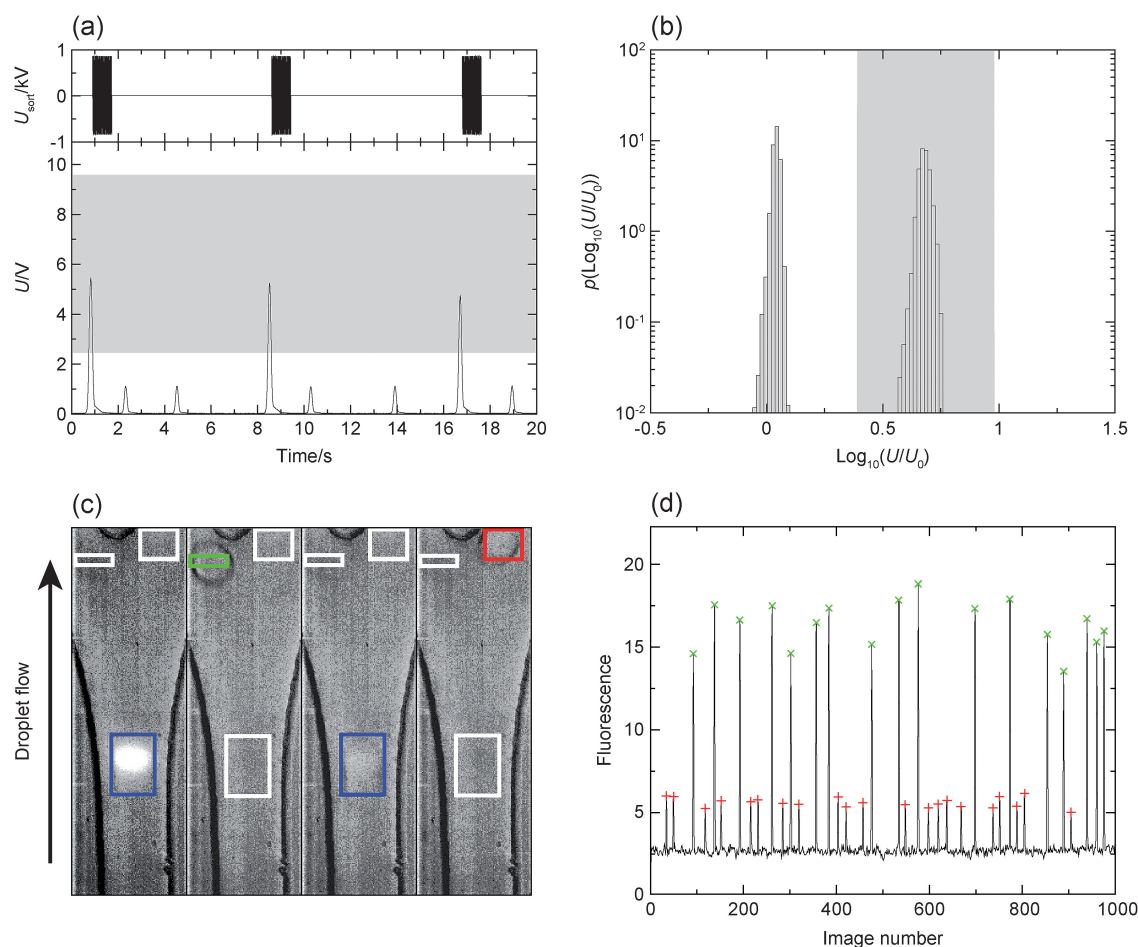 (a)
1
0
-1
U_sort/kV
10
8
6
4
2
0
U/V
0 2 4 6 8 10 12 14 16 18 20
Time/s
(b)
10^2
10^1
10^0
10^-1
10^-2
p(Log_10(U/U_0))
-0.5 0 0.5 1 1.5
Log_10(U/U_0)
(c)
Droplet flow
(d)
20
15
10
5
0
Fluorescence
0 200 400 600 800 1000
Image number